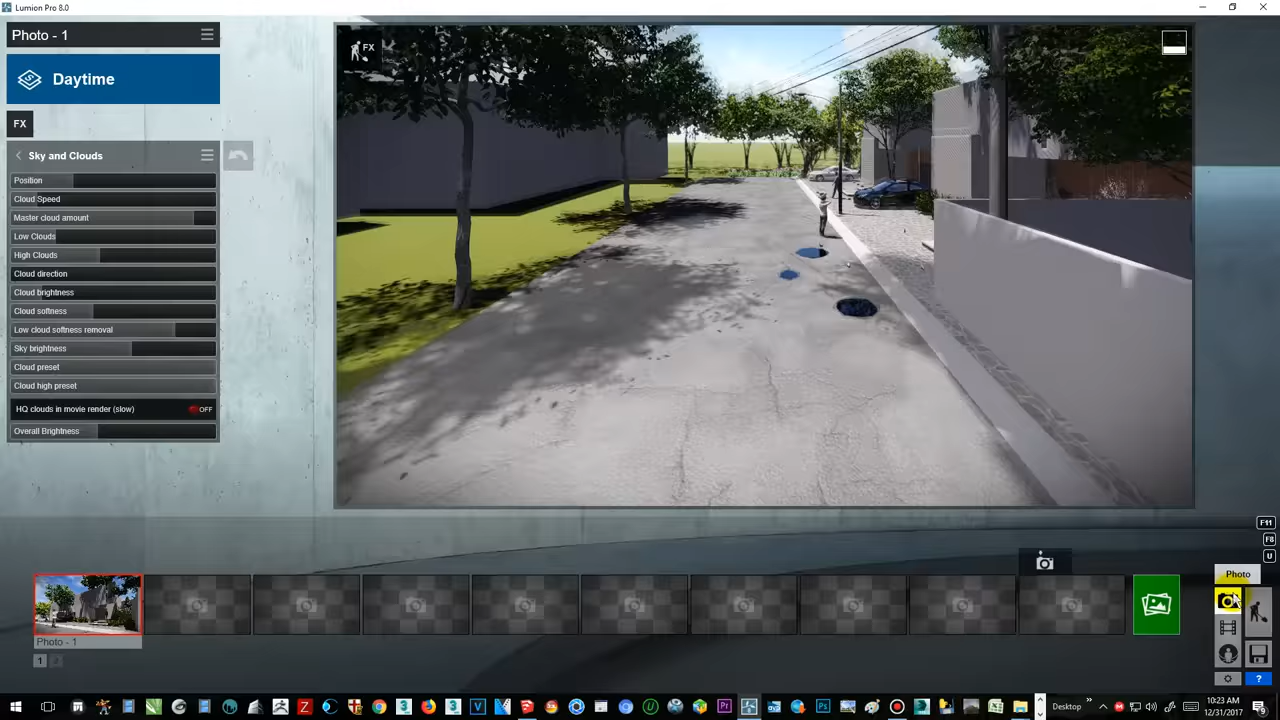 Lumion Pro 8.0
Photo - 1
Daytime
FX
FX
Sky and Clouds
Position
Cloud Speed
Master cloud amount
Low Clouds
High Clouds
Cloud direction
Cloud brightness
Cloud softness
Low cloud softness removal
Sky brightness
Cloud preset
Cloud high preset
HQ clouds in movie render (slow) OFF
Overall Brightness
F11
F8
U
Photo
Photo - 1
1 2
?
Desktop
10:23 AM
12/31/2017